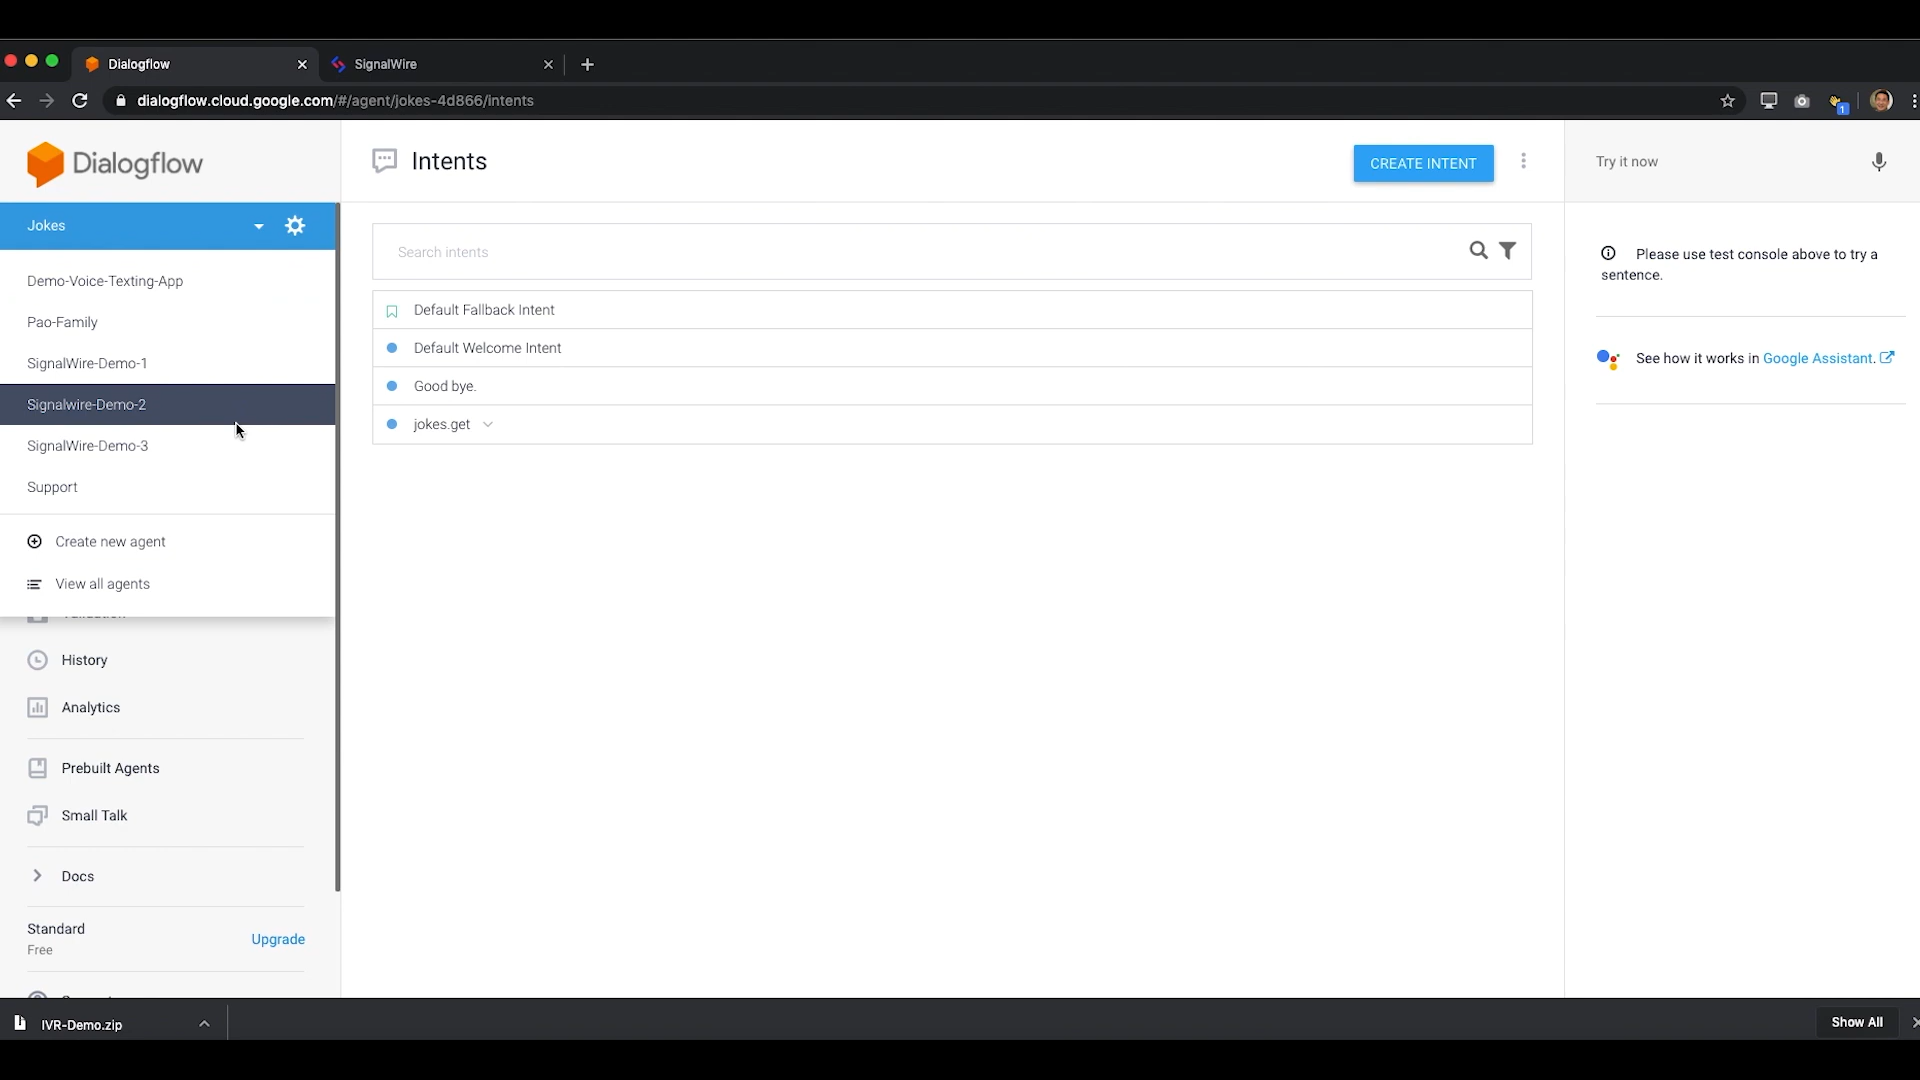 Dialogflow
SignalWire
dialogflow.cloud.google.com/#/agent/jokes-4d866/intents
1
Dialogflow
Intents
CREATE INTENT
Try it now
Jokes
Search intents
Please use test console above to try a
sentence.
Demo-Voice-Texting-App
Pao-Family
SignalWire-Demo-1
Signalwire-Demo-2
SignalWire-Demo-3
Support
Create new agent
View all agents
Default Fallback Intent
Default Welcome Intent
Good bye.
jokes.get
See how it works in Google Assistant.
History
Analytics
Prebuilt Agents
Small Talk
Docs
Standard
Free
Upgrade
IVR-Demo.zip
Show All